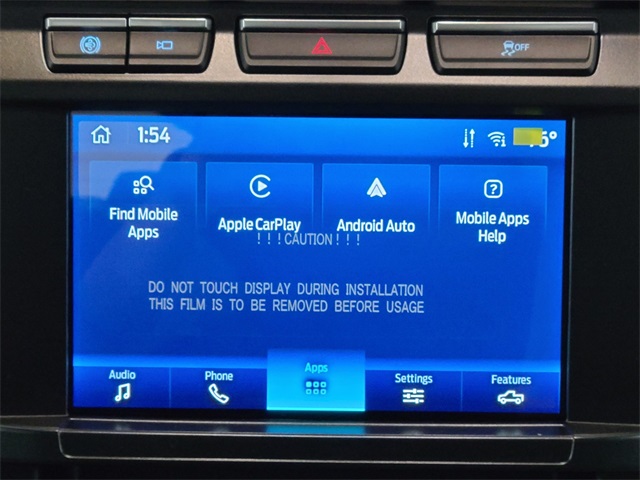 OFF
1:54
Find Mobile
Apps
Apple CarPlay
Android Auto
Mobile Apps
Help
!!!CAUTION!!!
DO NOT TOUCH DISPLAY DURING INSTALLATION
THIS FILM IS TO BE REMOVED BEFORE USAGE
Audio
Phone
Apps
Settings
Features